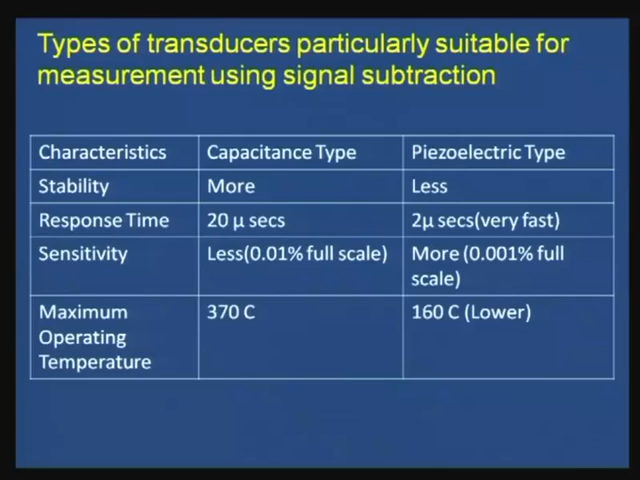 Types of transducers particularly suitable for
measurement using signal subtraction
Characteristics Capacitance Type Piezoelectric Type
Stability More Less
Response Time 20 µ secs 2µ secs(very fast)
Sensitivity Less(0.01% full scale) More (0.001% full
scale)
Maximum 370 C 160 C (Lower)
Operating
Temperature